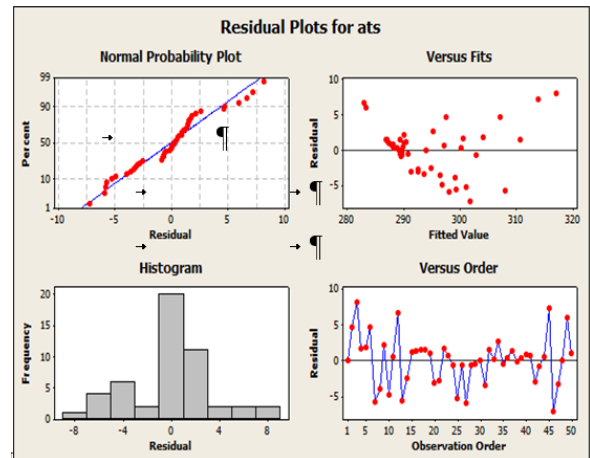 Residual Plots for ats
Normal Probability Plot
99
90
50
10
1
Percent
-10 -5 0 5 10
Residual
→ ¶
→ → ¶
→ → ¶
Versus Fits
10
5
0
-5
Residual
280 290 300 310 320
Fitted Value
Histogram
20
15
10
5
0
Frequency
-8 -4 0 4 8
Residual
Versus Order
10
5
0
-5
Residual
1 5 10 15 20 25 30 35 40 45 50
Observation Order